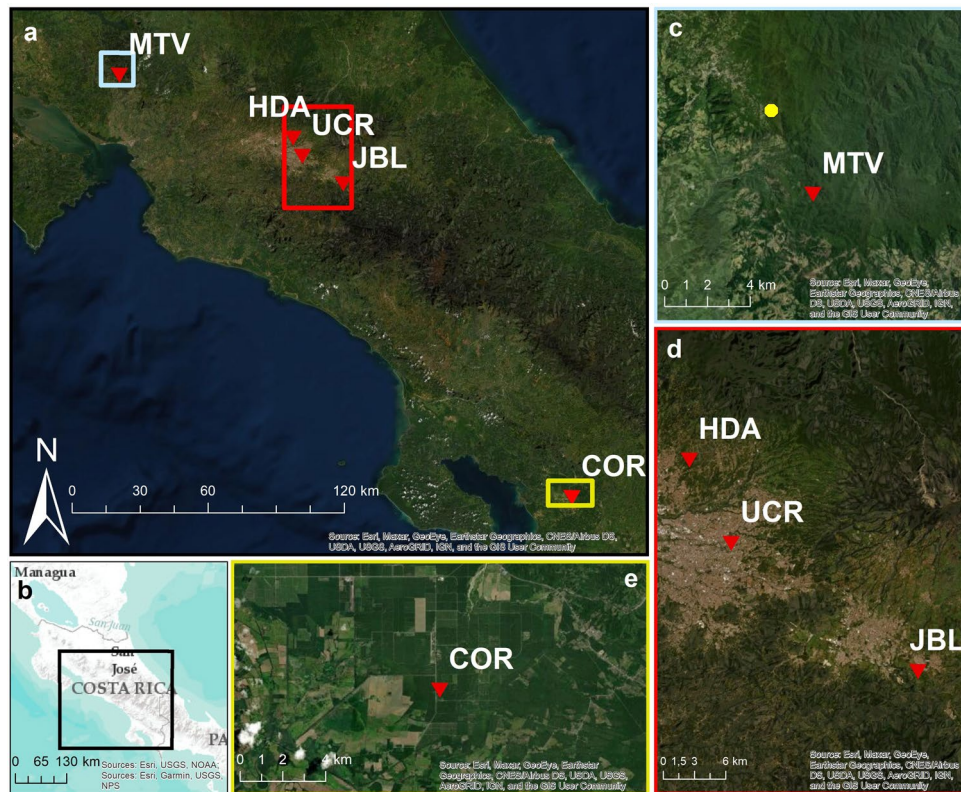 a
MTV
HDA
UCR
JBL
N
0 30 60 120 km
COR
Source: Esri, Maxar, GeoEye, Earthstar Geographics, CNES/Airbus DS,
USDA, USGS, AeroGRID, IGN, and the GIS User Community
b
Managua
San Juan
San
José
COSTA RICA
PA
0 65 130 km
Sources: Esri, USGS, NOAA
Sources: Esri, Garmin, USGS,
NPS
c
MTV
0 1 2 4 km
Source: Esri, Maxar, GeoEye,
Earthstar Geographics, CNES/Airbus
DS, USDA, USGS, AeroGRID, IGN,
and the GIS User Community
d
HDA
UCR
JBL
0 1,5 3 6 km
Source: Esri, Maxar, GeoEye,
Earthstar Geographics, CNES/Airbus
DS, USDA, USGS, AeroGRID, IGN,
and the GIS User Community
e
COR
0 1 2 4 km
Source: Esri, Maxar, GeoEye, Earthstar
Geographics, CNES/Airbus DS, USDA, USGS,
AeroGRID, IGN, and the GIS User Community